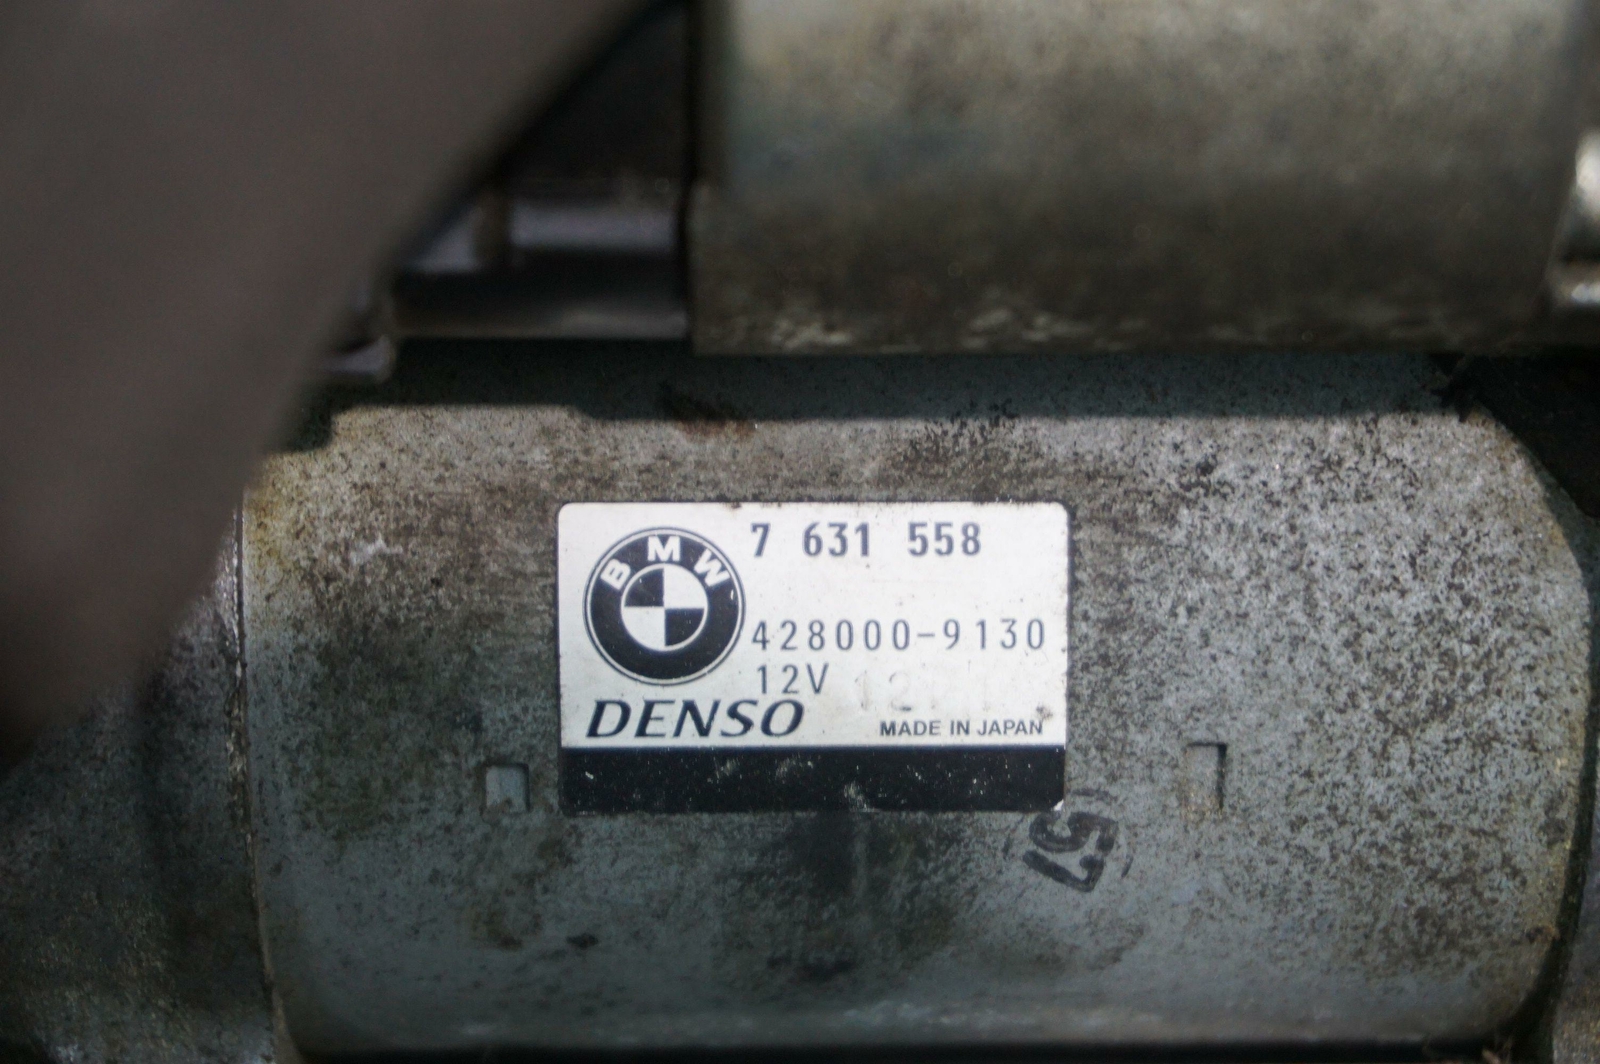 BMW
7 631 558
428000-9130
12V
DENSO
MADE IN JAPAN
57